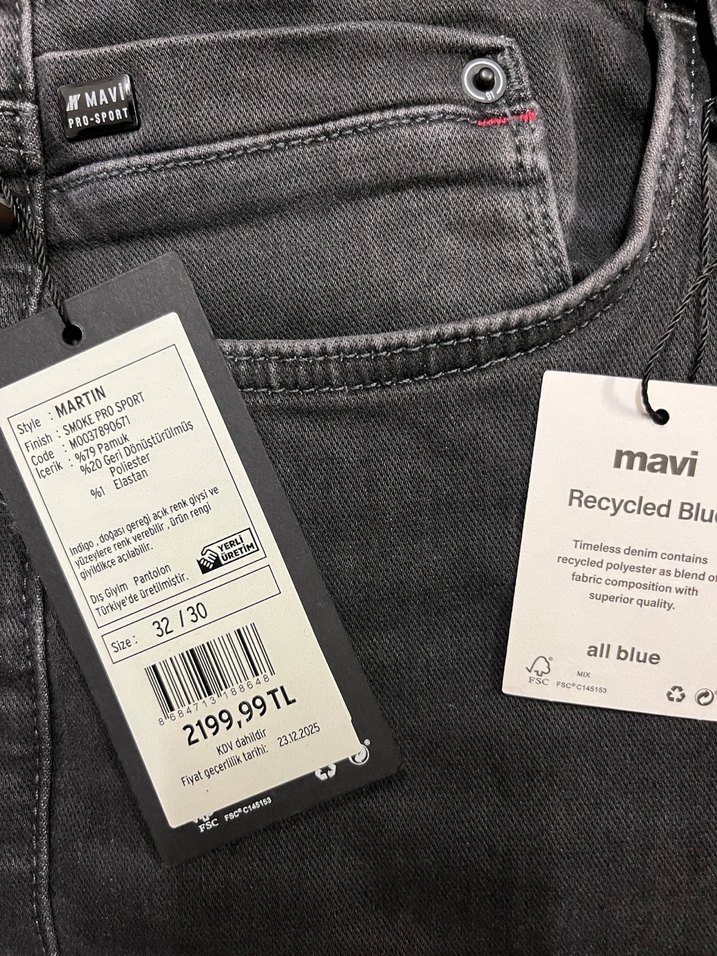 MAVİ
PRO-SPORT
Style : MARTIN
Finish : SMOKE PRO SPORT
Code : M0037890671
İçerik : %79 Pamuk
%20 Geri Dönüştürülmüş
Poliester
%1 Elastan
Indigo , doğası gereği açık renk giysi ve
yüzeylere renk verebilir , ürün rengi
giyildikçe açılabilir.
YERLİ
ÜRETİM
Dış Giyim Pantolon
Türkiye'de üretilmiştir.
Size : 32 / 30
8 684713 188648
2199,99TL
KDV dahildir
Fiyat geçerlilik tarihi: 23.12.2025
FSC FSC® C145153
mavi
Recycled Blue
Timeless denim contains
recycled polyester as blend of
fabric composition with
superior quality.
all blue
FSC
MIX
FSC® C145153